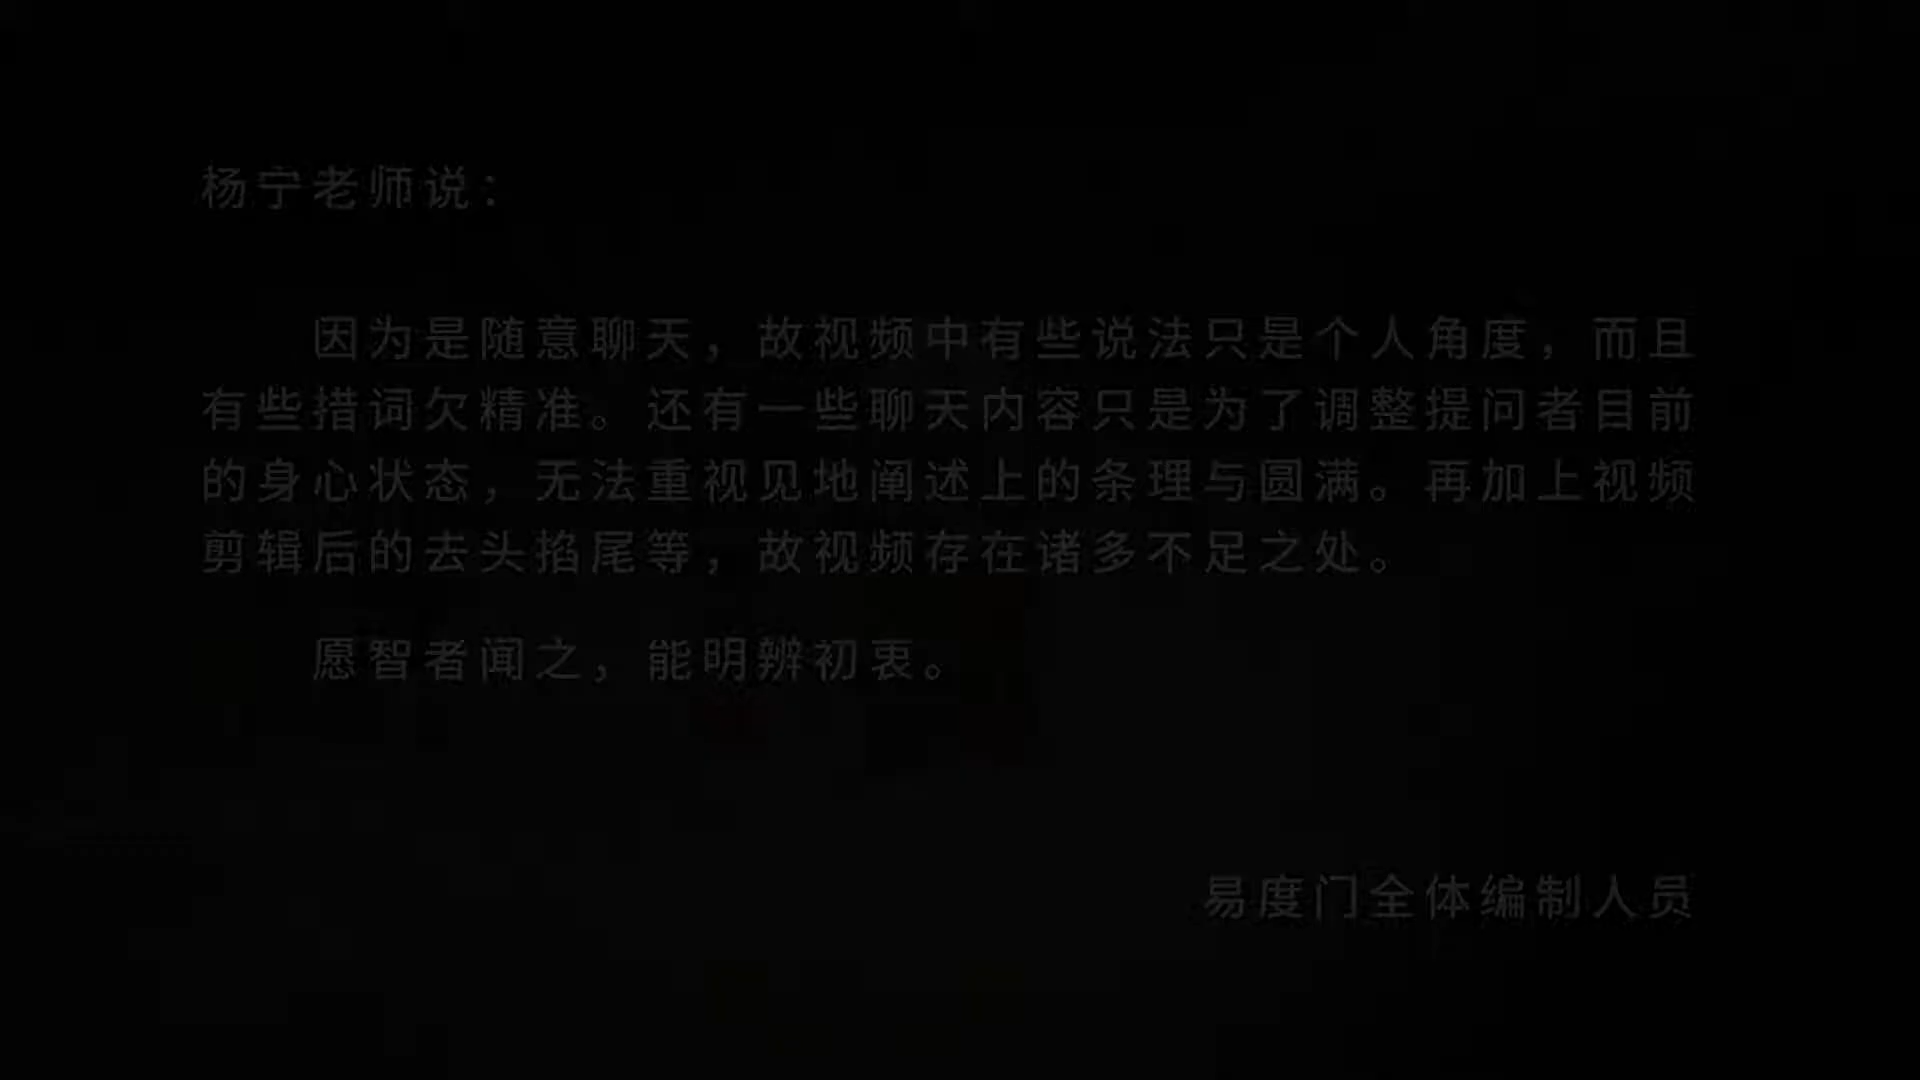 杨宁老师说：
因为是随意聊天，故视频中有些说法只是个人角度，而且
有些措词欠精准。还有一些聊天内容只是为了调整提问者目前
的身心状态，无法重视见地阐述上的条理与圆满。再加上视频
剪辑后的去头掐尾等，故视频存在诸多不足之处。
愿智者闻之，能明辨初衷。
易度门全体编制人员